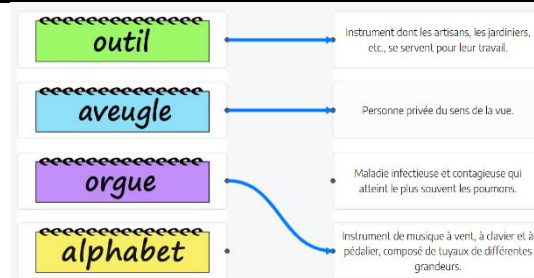 outil
Instrument dont les artisans, les jardiniers,
etc., se servent pour leur travail.
aveugle
Personne privée du sens de la vue.
orgue
Maladie infectieuse et contagieuse qui
atteint le plus souvent les poumons.
alphabet
Instrument de musique à vent, à clavier et à
pédalier, composé de tuyaux de différentes
grandeurs.